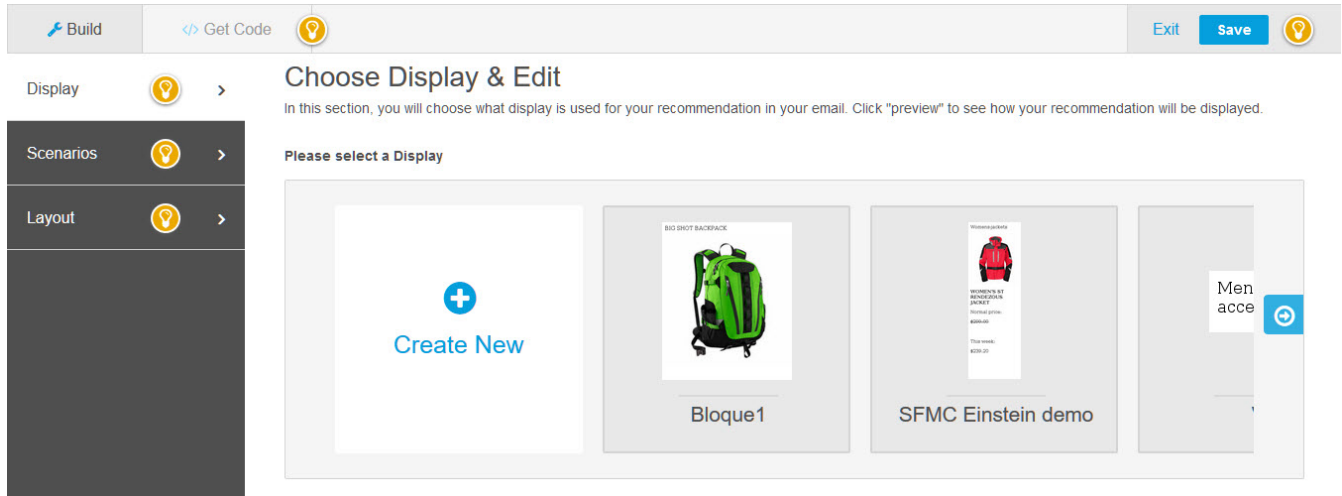 Build
</> Get Code
Exit
Save
Display
Scenarios
Layout
Choose Display & Edit
In this section, you will choose what display is used for your recommendation in your email. Click "preview" to see how your recommendation will be displayed.
Please select a Display
Create New
BIG SHOT BACKPACK
Bloque1
Womens jackets
WOMEN'S ST
RENDEZOUS
JACKET
Normal price:
This week:
SFMC Einstein demo
Men
acce